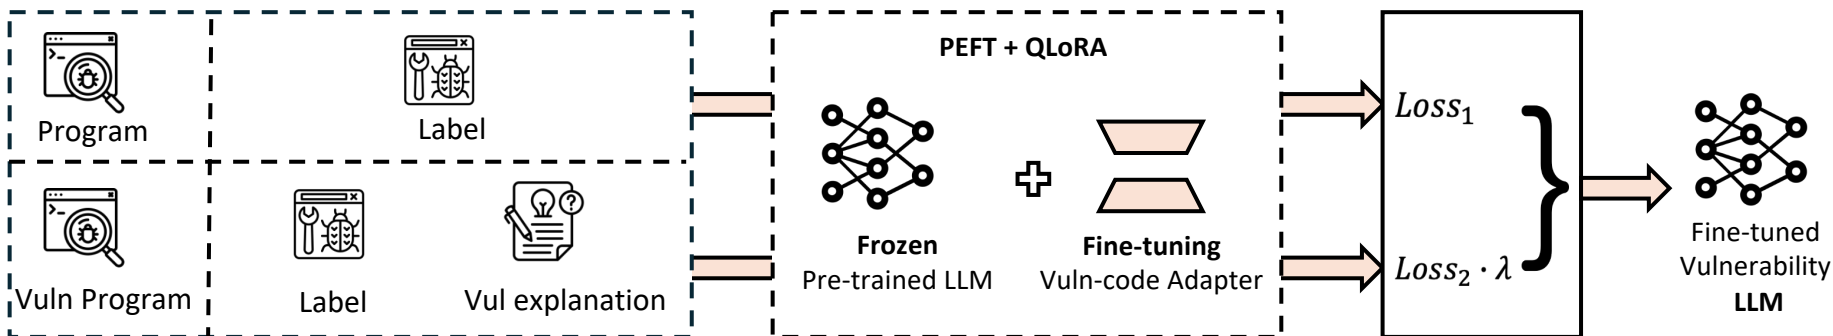 Program
Label
Vuln Program
Label
Vul explanation
PEFT + QLoRA
Frozen
Pre-trained LLM
Fine-tuning
Vuln-code Adapter
Loss₁
Loss₂ · λ
Fine-tuned
Vulnerability
LLM